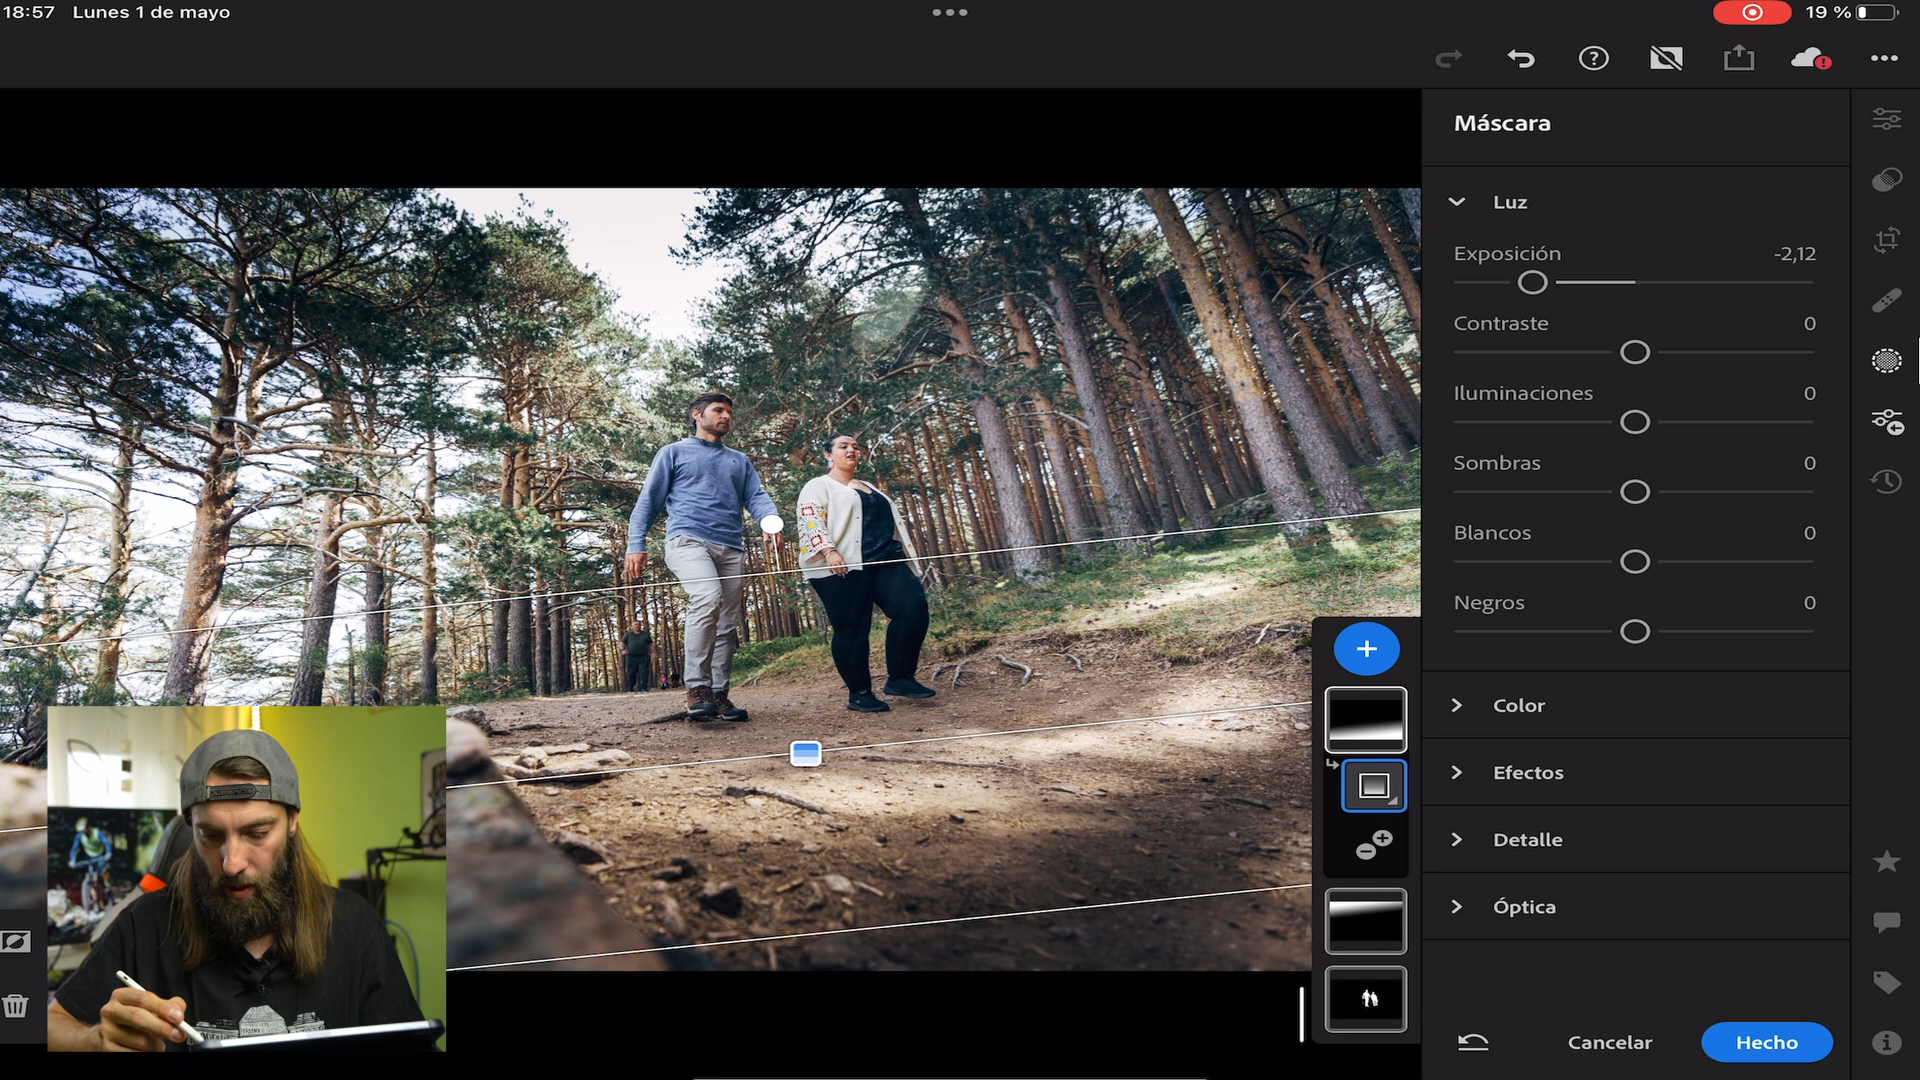 18:57 Lunes 1 de mayo
19 %
Máscara
Luz
Exposición -2,12
Contraste 0
Iluminaciones 0
Sombras 0
Blancos 0
Negros 0
Color
Efectos
Detalle
Óptica
Cancelar Hecho